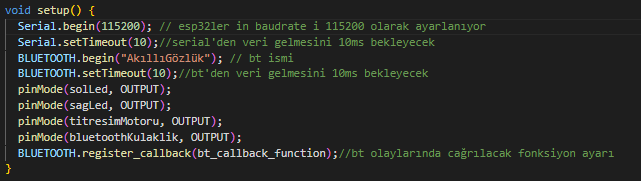 void setup() {
Serial.begin(115200); // esp32ler in baudrate i 115200 olarak ayarlanıyor
Serial.setTimeout(10);//serial'den veri gelmesini 10ms bekleyecek
BLUETOOTH.begin("AkıllıGözlük"); // bt ismi
BLUETOOTH.setTimeout(10);//bt'den veri gelmesini 10ms bekleyecek
pinMode(solLed, OUTPUT);
pinMode(sagLed, OUTPUT);
pinMode(titresimMotoru, OUTPUT);
pinMode(bluetoothKulaklik, OUTPUT);
BLUETOOTH.register_callback(bt_callback_function);//bt olaylarında cağrılacak fonksiyon ayarı
}